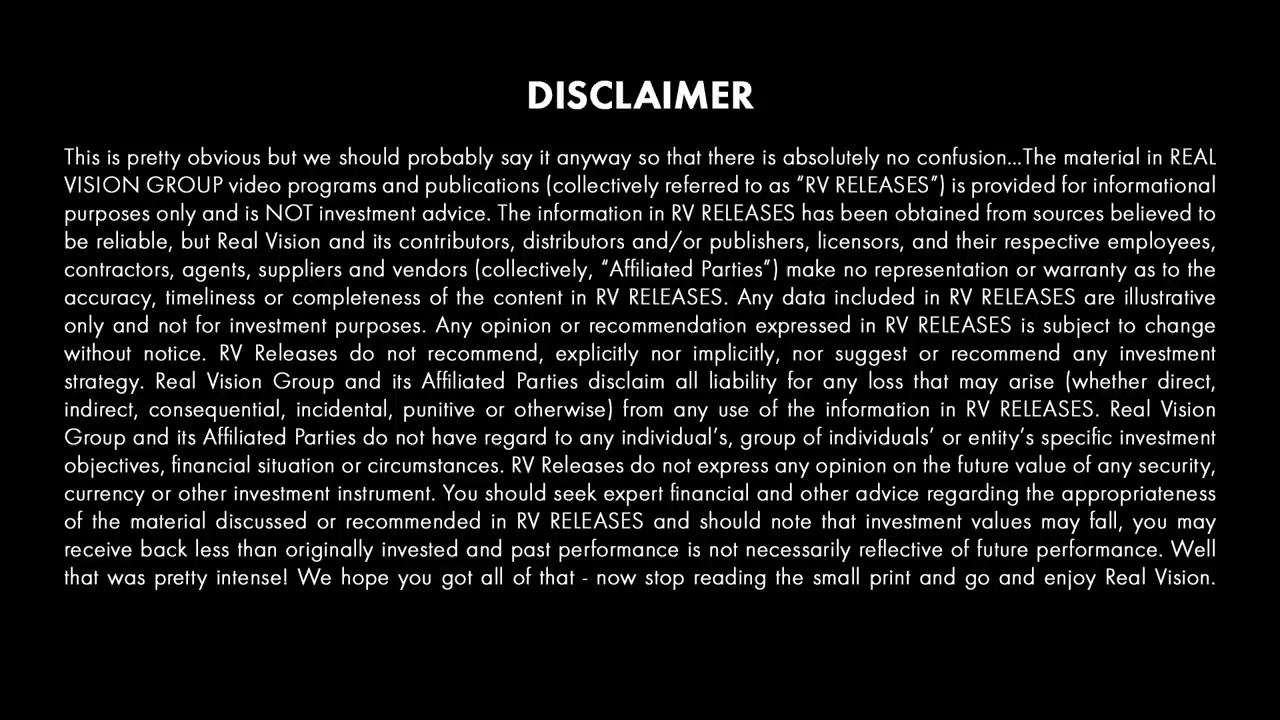 DISCLAIMER
This is pretty obvious but we should probably say it anyway so that there is absolutely no confusion...The material in REAL
VISION GROUP video programs and publications (collectively referred to as “RV RELEASES”) is provided for informational
purposes only and is NOT investment advice. The information in RV RELEASES has been obtained from sources believed to
be reliable, but Real Vision and its contributors, distributors and/or publishers, licensors, and their respective employees,
contractors, agents, suppliers and vendors (collectively, “Affiliated Parties”) make no representation or warranty as to the
accuracy, timeliness or completeness of the content in RV RELEASES. Any data included in RV RELEASES are illustrative
only and not for investment purposes. Any opinion or recommendation expressed in RV RELEASES is subject to change
without notice. RV Releases do not recommend, explicitly nor implicitly, nor suggest or recommend any investment
strategy. Real Vision Group and its Affiliated Parties disclaim all liability for any loss that may arise (whether direct,
indirect, consequential, incidental, punitive or otherwise) from any use of the information in RV RELEASES. Real Vision
Group and its Affiliated Parties do not have regard to any individual’s, group of individuals’ or entity’s specific investment
objectives, financial situation or circumstances. RV Releases do not express any opinion on the future value of any security,
currency or other investment instrument. You should seek expert financial and other advice regarding the appropriateness
of the material discussed or recommended in RV RELEASES and should note that investment values may fall, you may
receive back less than originally invested and past performance is not necessarily reflective of future performance. Well
that was pretty intense! We hope you got all of that - now stop reading the small print and go and enjoy Real Vision.